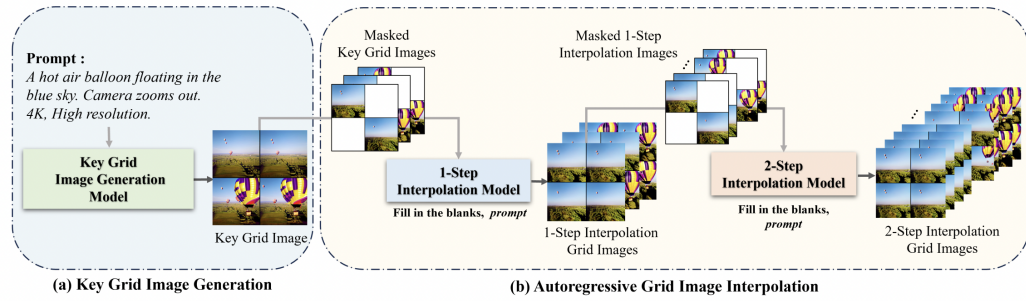 Prompt :
A hot air balloon floating in the
blue sky. Camera zooms out.
4K, High resolution.
Key Grid
Image Generation
Model
Key Grid Image
(a) Key Grid Image Generation
Masked
Key Grid Images
1-Step
Interpolation Model
Fill in the blanks, prompt
Masked 1-Step
Interpolation Images
1-Step Interpolation
Grid Images
2-Step
Interpolation Model
Fill in the blanks,
prompt
2-Step Interpolation
Grid Images
(b) Autoregressive Grid Image Interpolation